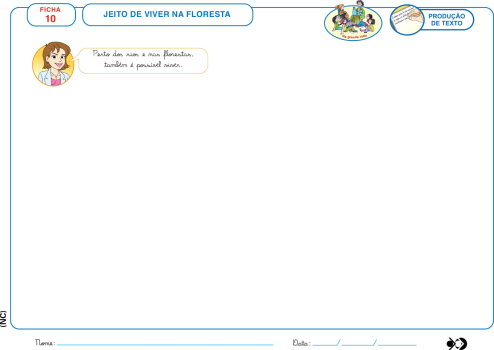 FICHA
10
JEITO DE VIVER NA FLORESTA
PRODUÇÃO
DE TEXTO
Perto dos rios e nas florestas,
também é possível viver.
(NC)
Nome:
Data: / /